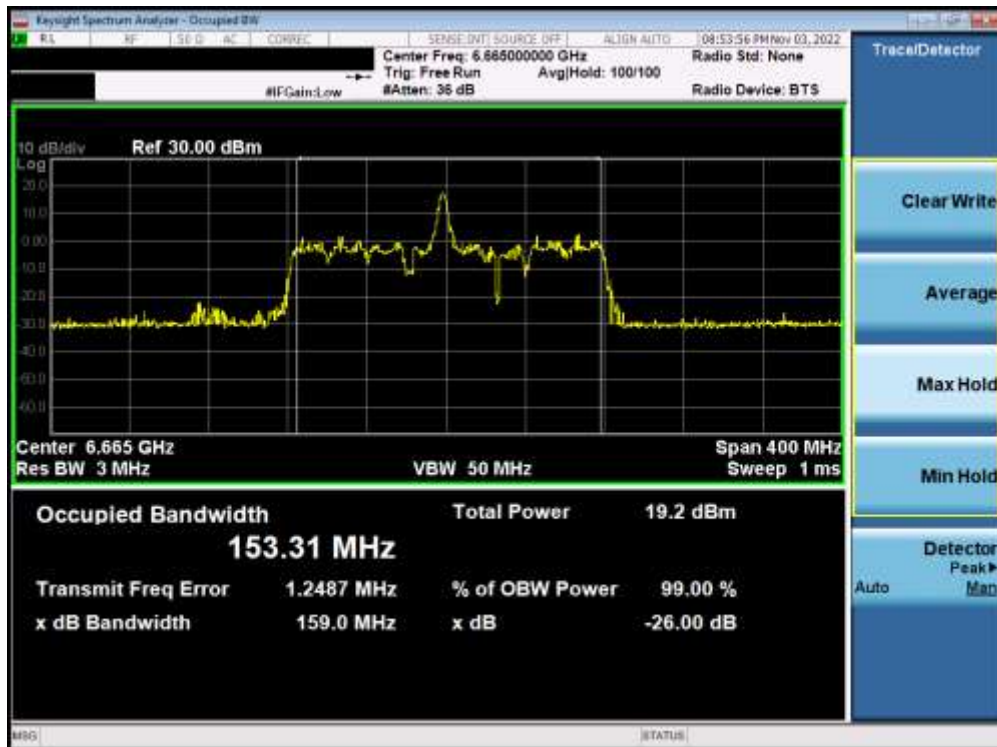 Keysight Spectrum Analyzer - Occupied BW
RL RF 50 Ω AC CORREC SENSE:INT SOURCE OFF ALIGN AUTO 08:53:56 PM Nov 03, 2022
Center Freq: 6.665000000 GHz Radio Std: None
Trig: Free Run Avg|Hold: 100/100
#IFGain:Low #Atten: 36 dB Radio Device: BTS
Trace/Detector
10 dB/div Ref 30.00 dBm
Log
20.0
10.0
0.00
-10.0
-20.0
-30.0
-40.0
-50.0
-60.0
Center 6.665 GHz Span 400 MHz
Res BW 3 MHz VBW 50 MHz Sweep 1 ms
Occupied Bandwidth Total Power 19.2 dBm
153.31 MHz
Transmit Freq Error 1.2487 MHz % of OBW Power 99.00 %
x dB Bandwidth 159.0 MHz x dB -26.00 dB
Clear Write
Average
Max Hold
Min Hold
Detector
Peak▶
Auto Man
MSG STATUS